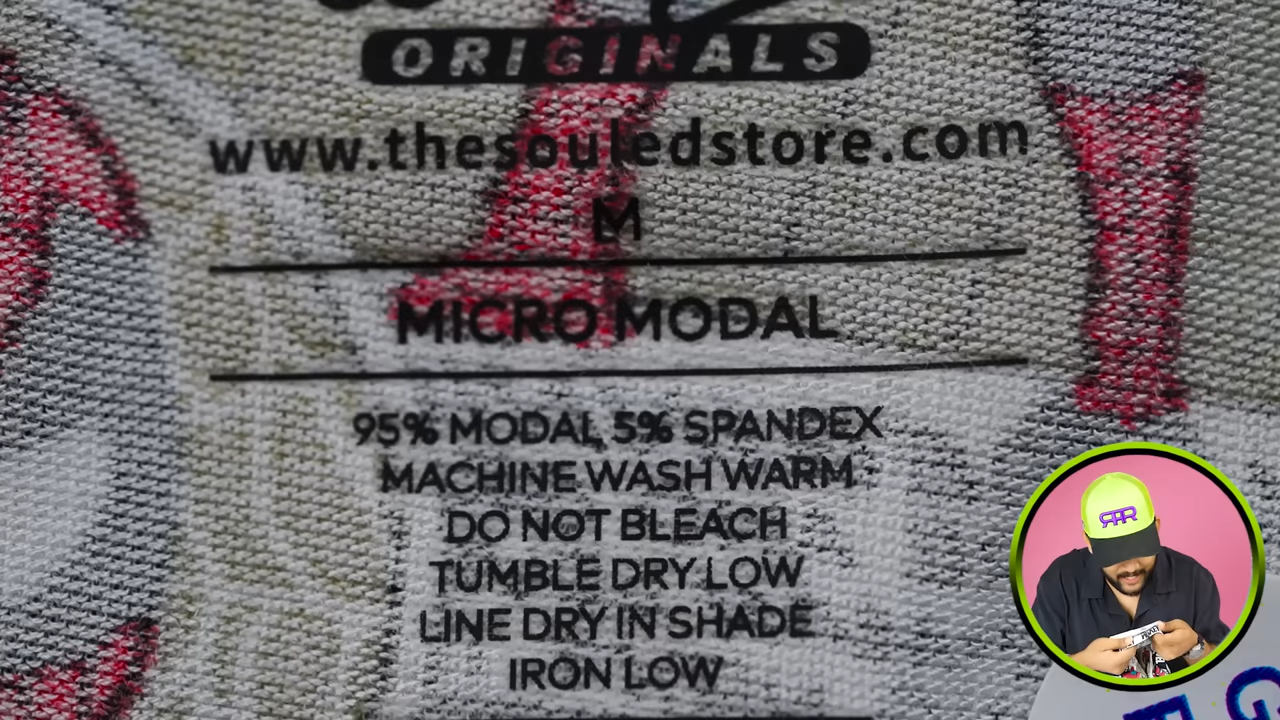 ORIGINALS
www.thesouledstore.com
M
MICRO MODAL
95% MODAL, 5% SPANDEX
MACHINE WASH WARM
DO NOT BLEACH
TUMBLE DRY LOW
LINE DRY IN SHADE
IRON LOW